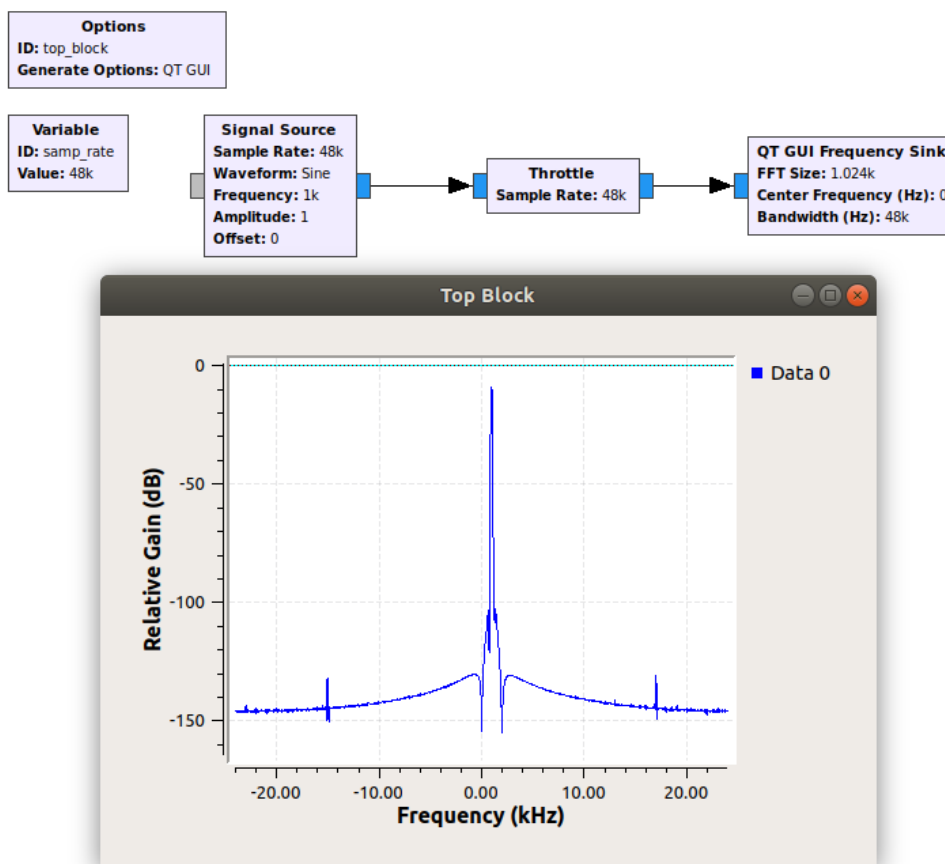 Options
ID: top_block
Generate Options: QT GUI
Variable
ID: samp_rate
Value: 48k
Signal Source
Sample Rate: 48k
Waveform: Sine
Frequency: 1k
Amplitude: 1
Offset: 0
Throttle
Sample Rate: 48k
QT GUI Frequency Sink
FFT Size: 1.024k
Center Frequency (Hz): 0
Bandwidth (Hz): 48k
Top Block
Data 0
Relative Gain (dB)
0
-50
-100
-150
-20.00 -10.00 0.00 10.00 20.00
Frequency (kHz)